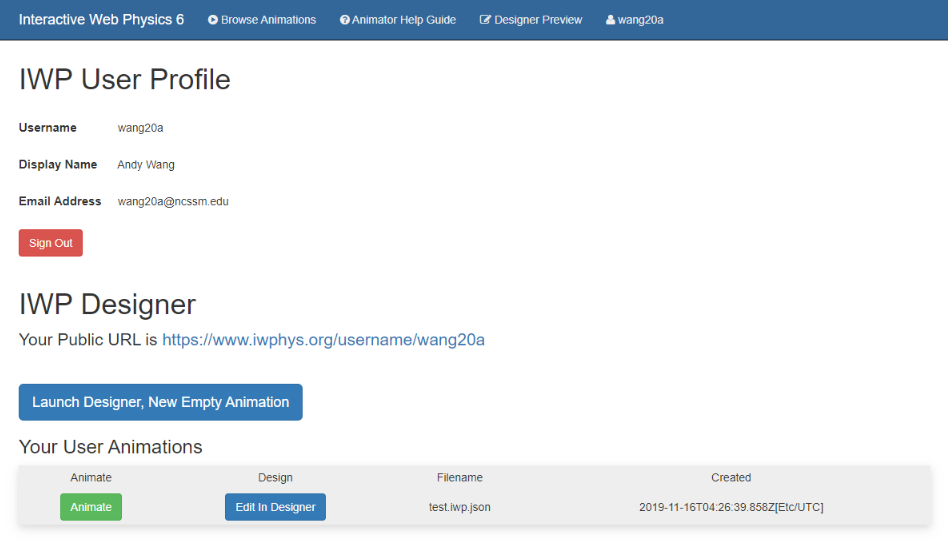 Interactive Web Physics 6 Browse Animations Animator Help Guide Designer Preview wang20a
IWP User Profile
Username wang20a
Display Name Andy Wang
Email Address wang20a@ncssm.edu
Sign Out
IWP Designer
Your Public URL is https://www.iwphys.org/username/wang20a
Launch Designer, New Empty Animation
Your User Animations
Animate Design Filename Created
Animate Edit In Designer test.iwp.json 2019-11-16T04:26:39.858Z[Etc/UTC]